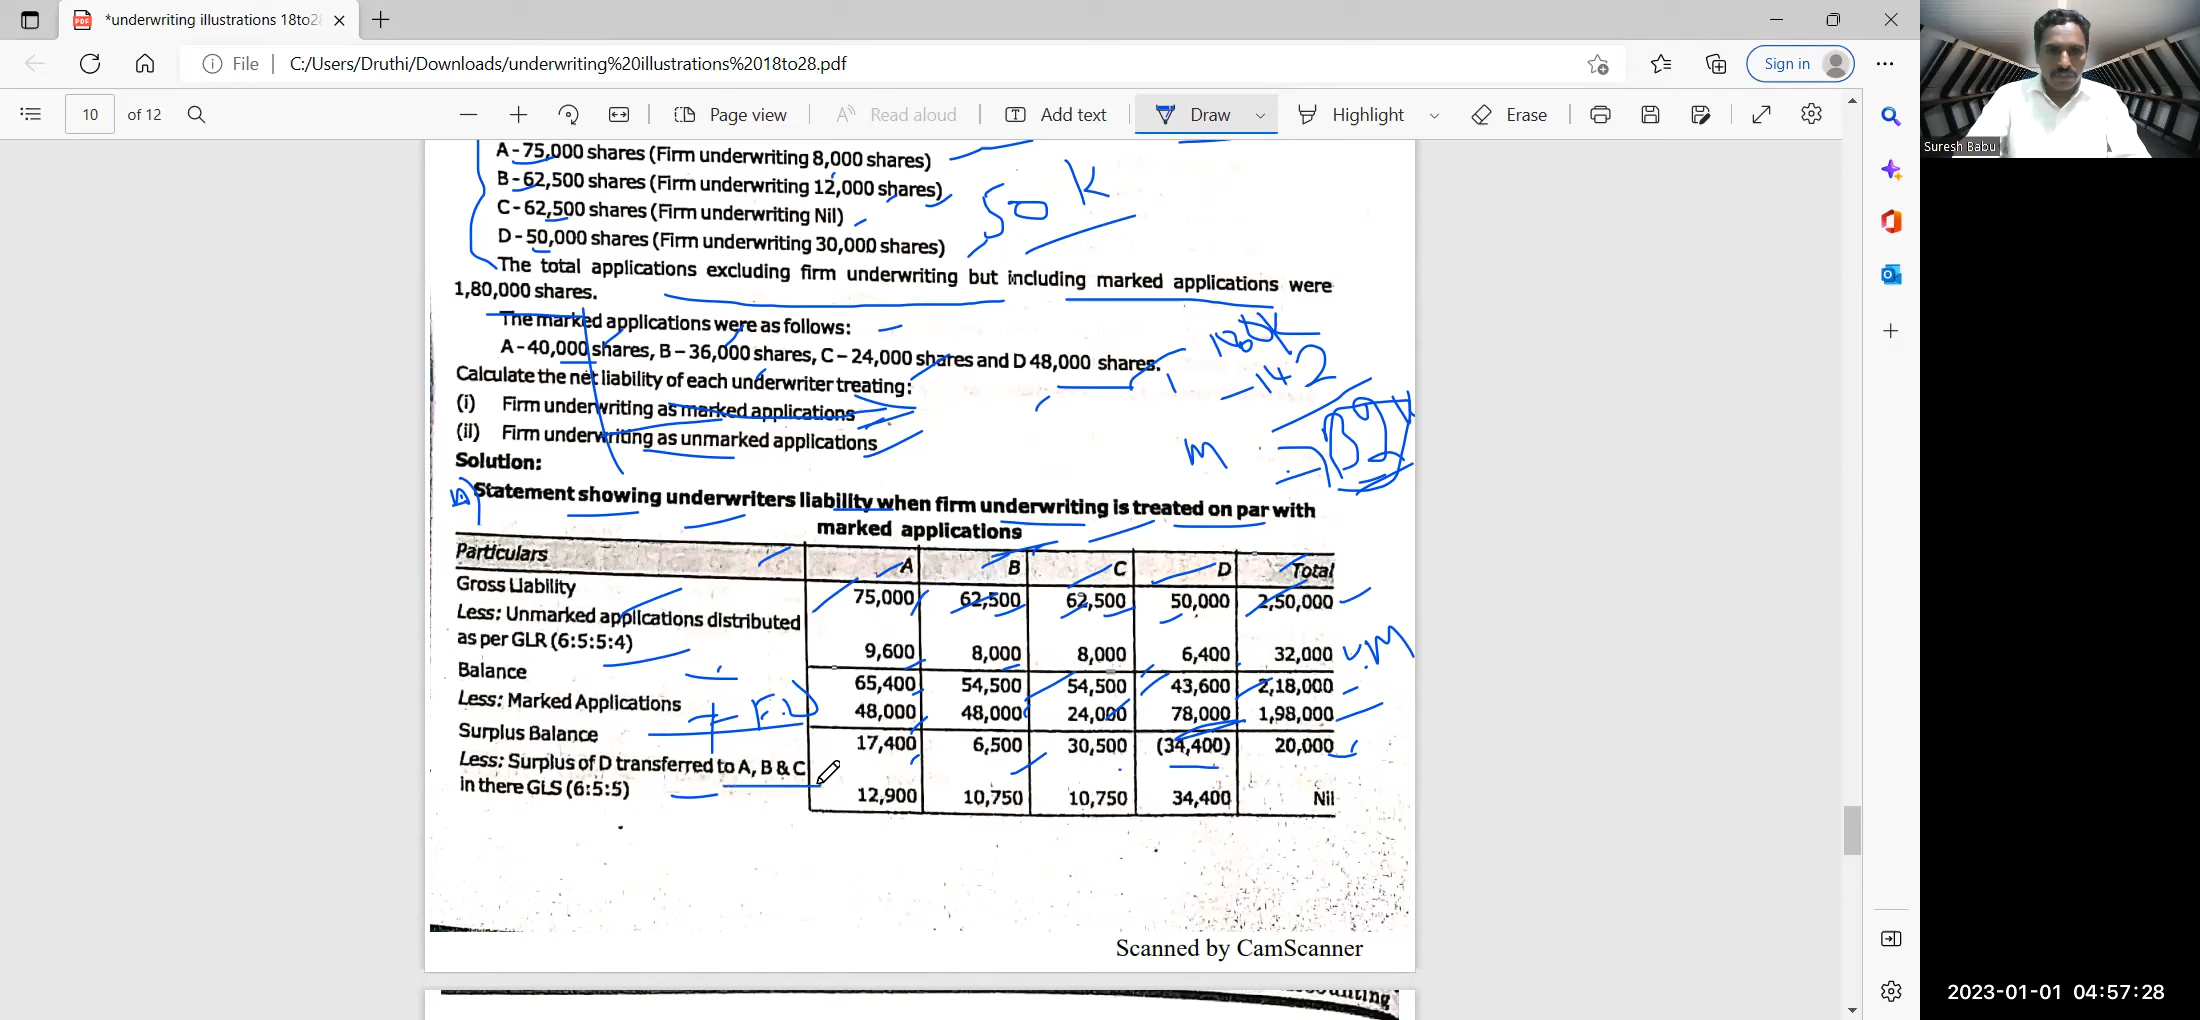 *underwriting illustrations 18to28
File
C:/Users/Druthi/Downloads/underwriting%20illustrations%2018to28.pdf
Sign in
10 of 12
Page view
Read aloud
Add text
Draw
Highlight
Erase
Suresh Babu
A - 75,000 shares (Firm underwriting 8,000 shares)
B - 62,500 shares (Firm underwriting 12,000 shares)
C - 62,500 shares (Firm underwriting Nil)
D - 50,000 shares (Firm underwriting 30,000 shares)
50 K
The total applications excluding firm underwriting but including marked applications were
1,80,000 shares.
The marked applications were as follows:
A - 40,000 shares, B - 36,000 shares, C - 24,000 shares and D 48,000 shares.
Calculate the net liability of each underwriter treating:
142
(i) Firm underwriting as marked applications
(ii) Firm underwriting as unmarked applications
M
Solution:
Statement showing underwriters liability when firm underwriting is treated on par with
marked applications
Particulars A B C D Total
Gross Liability 75,000 62,500 62,500 50,000 2,50,000
Less: Unmarked applications distributed
as per GLR (6:5:5:4) 9,600 8,000 8,000 6,400 32,000 U.M
Balance 65,400 54,500 54,500 43,600 2,18,000
Less: Marked Applications + F.U 48,000 48,000 24,000 78,000 1,98,000
Surplus Balance 17,400 6,500 30,500 (34,400) 20,000
Less: Surplus of D transferred to A, B & C
in there GLS (6:5:5) 12,900 10,750 10,750 34,400 Nil
Scanned by CamScanner
2023-01-01 04:57:28